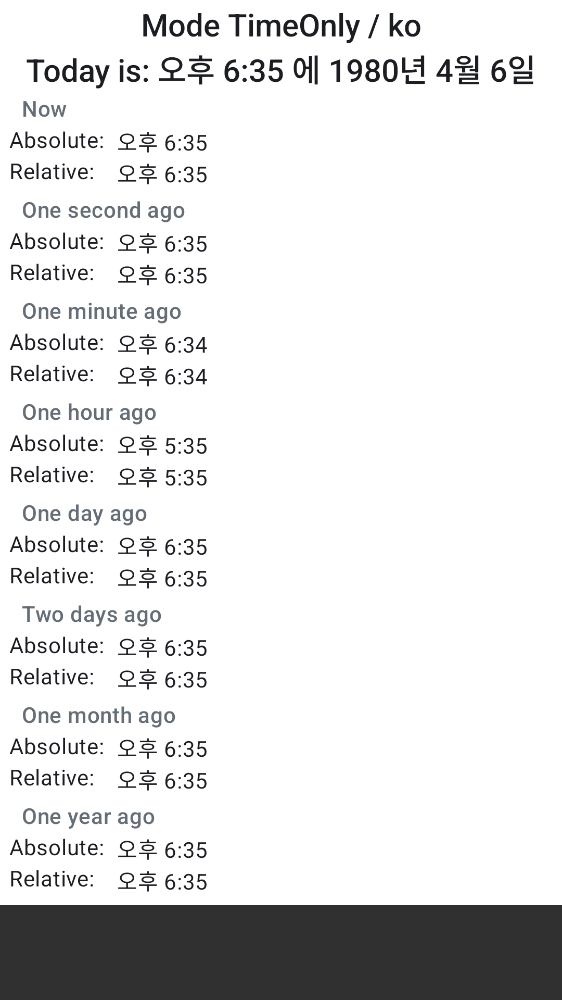 Mode TimeOnly / ko
Today is: 오후 6:35 에 1980년 4월 6일
Now
Absolute: 오후 6:35
Relative: 오후 6:35
One second ago
Absolute: 오후 6:35
Relative: 오후 6:35
One minute ago
Absolute: 오후 6:34
Relative: 오후 6:34
One hour ago
Absolute: 오후 5:35
Relative: 오후 5:35
One day ago
Absolute: 오후 6:35
Relative: 오후 6:35
Two days ago
Absolute: 오후 6:35
Relative: 오후 6:35
One month ago
Absolute: 오후 6:35
Relative: 오후 6:35
One year ago
Absolute: 오후 6:35
Relative: 오후 6:35